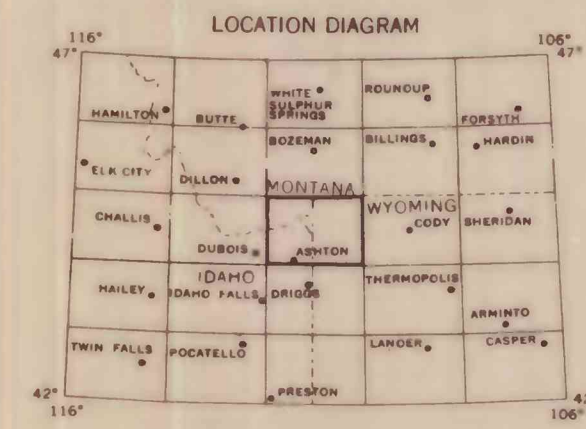 LOCATION DIAGRAM
116°
106°
47°
47°
WHITE
SULPHUR
SPRINGS
ROUNDUP
HAMILTON
BUTTE
FORSYTH
BOZEMAN
BILLINGS
HARDIN
ELK CITY
DILLON
MONTANA
WYOMING
CHALLIS
CODY
SHERIDAN
DUBOIS
ASHTON
IDAHO
THERMOPOLIS
HAILEY
IDAHO FALLS
DRIGGS
ARMINTO
TWIN FALLS
POCATELLO
LANDER
CASPER
42°
PRESTON
116°
106°